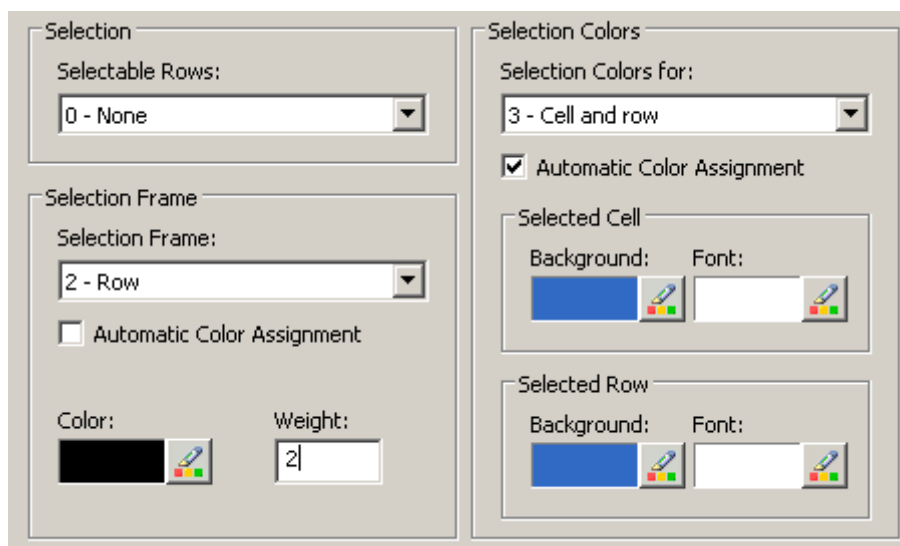 Selection
Selectable Rows:
0 - None
Selection Frame
Selection Frame:
2 - Row
Automatic Color Assignment
Color:
Weight:
2
Selection Colors
Selection Colors for:
3 - Cell and row
Automatic Color Assignment
Selected Cell
Background:
Font:
Selected Row
Background:
Font: